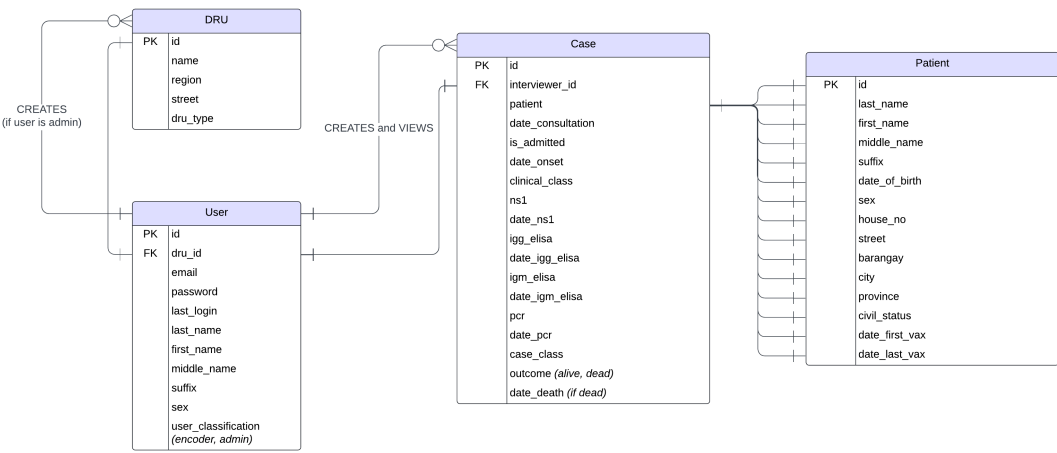 DRU
PK id
name
region
street
dru_type
CREATES
(if user is admin)
User
PK id
FK dru_id
email
password
last_login
last_name
first_name
middle_name
suffix
sex
user_classification
(encoder, admin)
CREATES and VIEWS
Case
PK id
FK interviewer_id
patient
date_consultation
is_admitted
date_onset
clinical_class
ns1
date_ns1
igg_elisa
date_igg_elisa
igm_elisa
date_igm_elisa
pcr
date_pcr
case_class
outcome (alive, dead)
date_death (if dead)
Patient
PK id
last_name
first_name
middle_name
suffix
date_of_birth
sex
house_no
street
barangay
city
province
civil_status
date_first_vax
date_last_vax